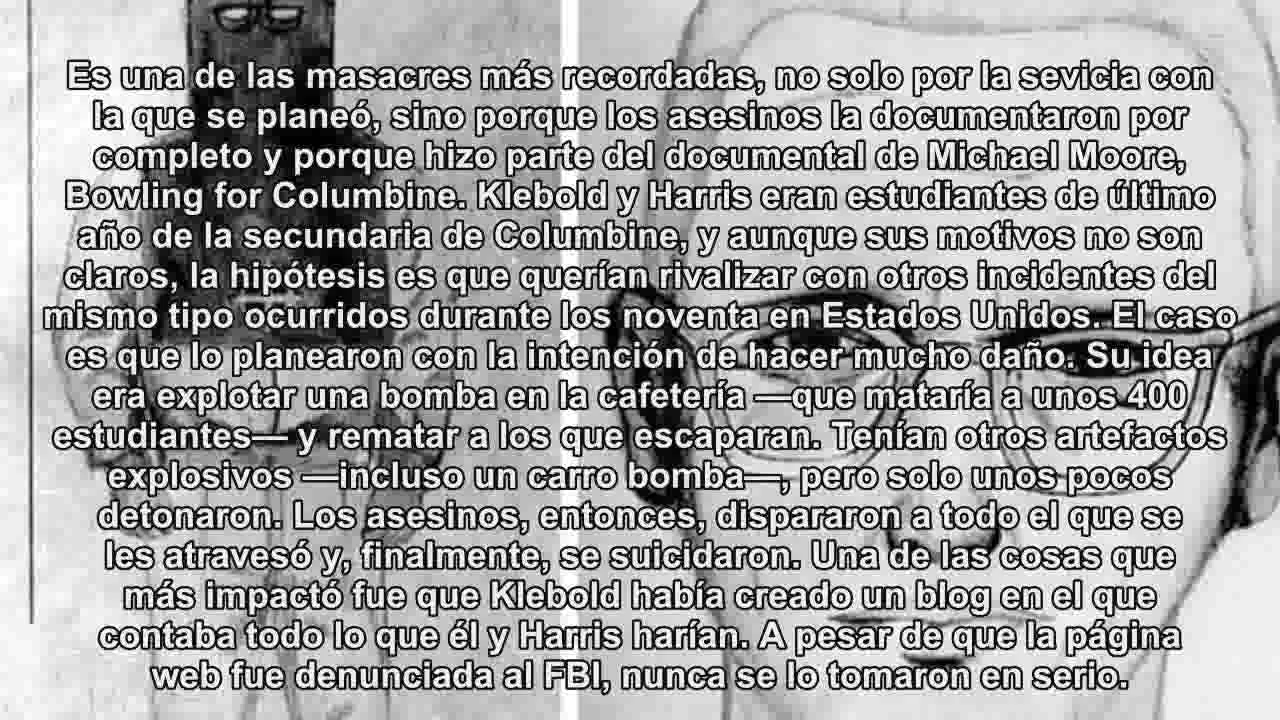 Es una de las masacres más recordadas, no solo por la sevicia con
la que se planeó, sino porque los asesinos la documentaron por
completo y porque hizo parte del documental de Michael Moore,
Bowling for Columbine. Klebold y Harris eran estudiantes de último
año de la secundaria de Columbine, y aunque sus motivos no son
claros, la hipótesis es que querían rivalizar con otros incidentes del
mismo tipo ocurridos durante los noventa en Estados Unidos. El caso
es que lo planearon con la intención de hacer mucho daño. Su idea
era explotar una bomba en la cafetería —que mataría a unos 400
estudiantes— y rematar a los que escaparan. Tenían otros artefactos
explosivos —incluso un carro bomba—, pero solo unos pocos
detonaron. Los asesinos, entonces, dispararon a todo el que se
les atravesó y, finalmente, se suicidaron. Una de las cosas que
más impactó fue que Klebold había creado un blog en el que
contaba todo lo que él y Harris harían. A pesar de que la página
web fue denunciada al FBI, nunca se lo tomaron en serio.